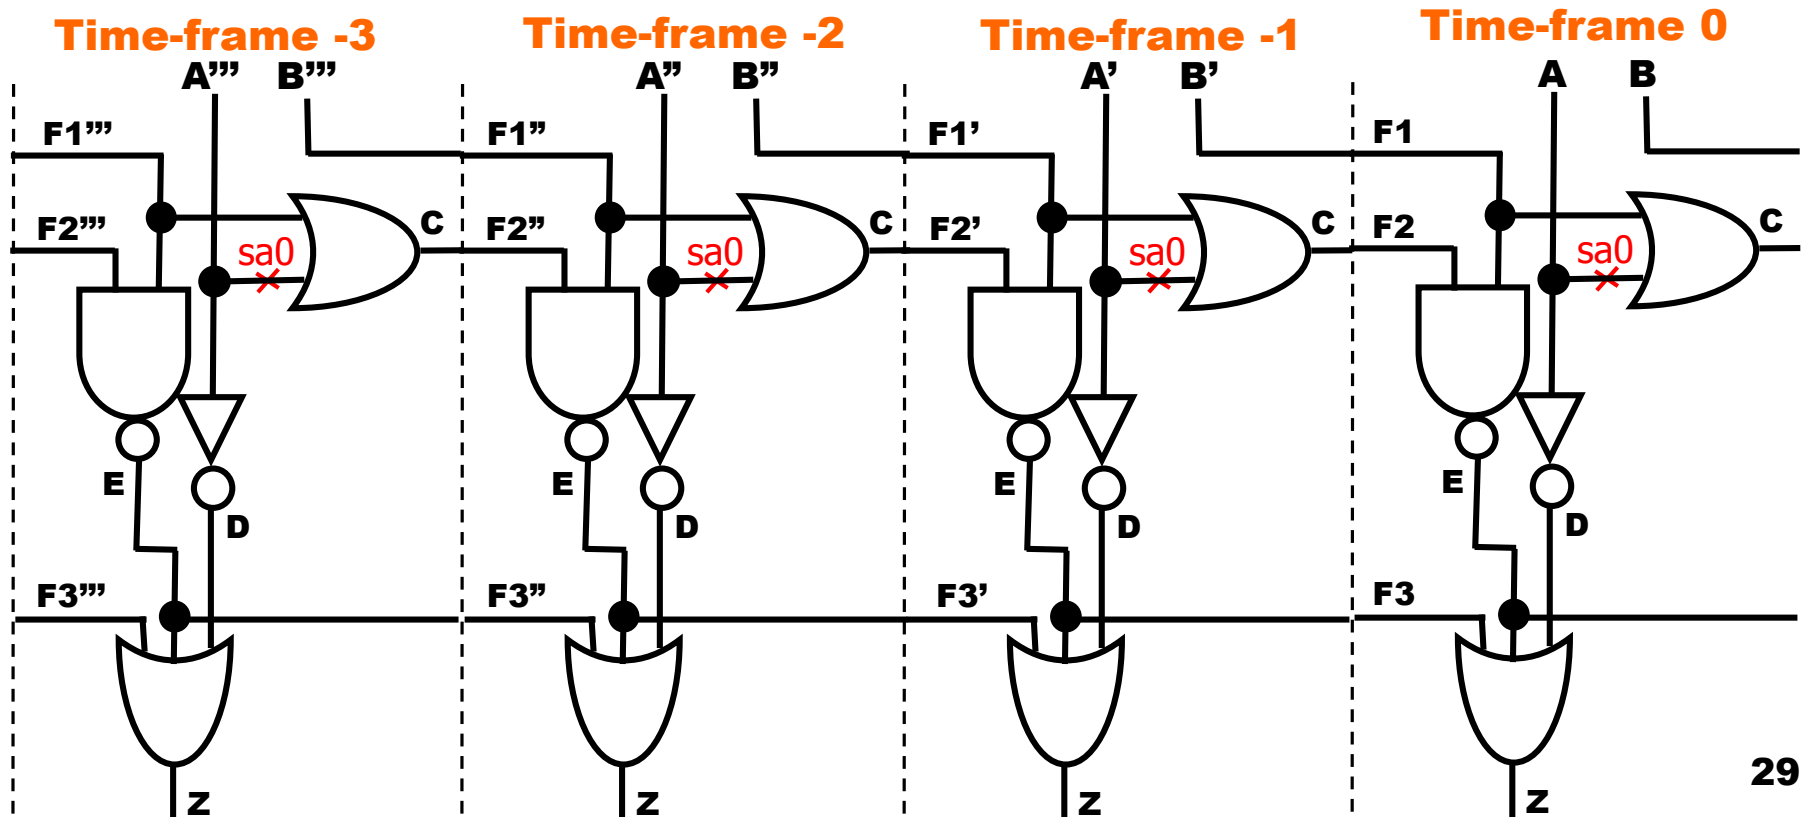 Time-frame -3 Time-frame -2 Time-frame -1 Time-frame 0
A’’’ B’’’ A’’ B’’ A’ B’ A B
F1’’’ F1’’ F1’ F1
F2’’’ C F2’’ C F2’ C F2 C
sa0 sa0 sa0 sa0
E E E E
D D D D
F3’’’ F3’’ F3’ F3
29
Z Z Z Z